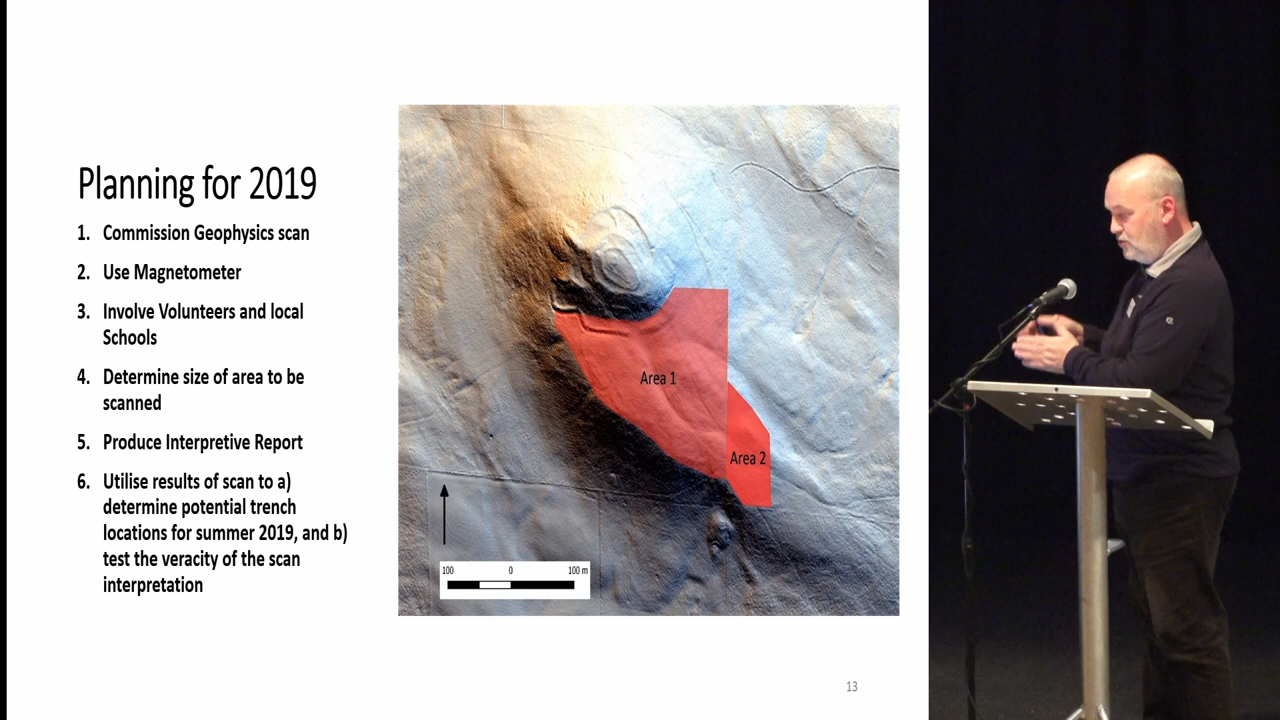 Planning for 2019
1. Commission Geophysics scan
2. Use Magnetometer
3. Involve Volunteers and local
Schools
4. Determine size of area to be
scanned
5. Produce Interpretive Report
6. Utilise results of scan to a)
determine potential trench
locations for summer 2019, and b)
test the veracity of the scan
interpretation
Area 1
Area 2
100 0 100 m
13